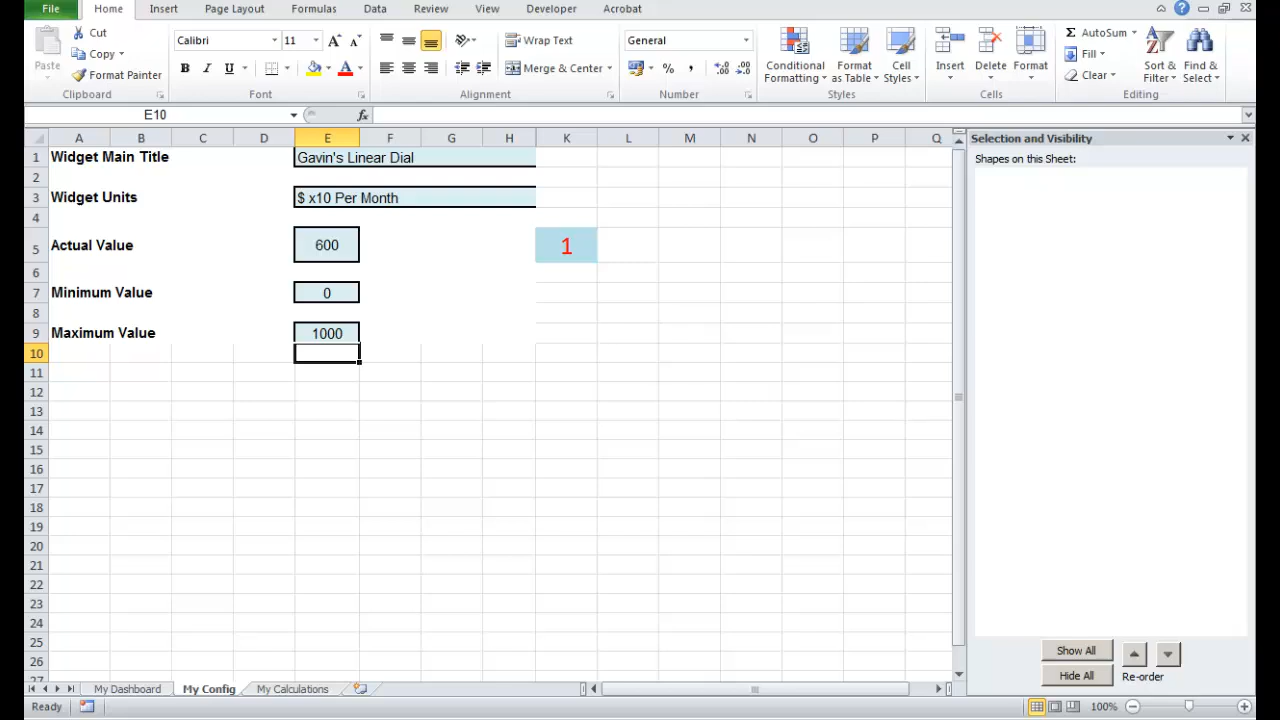 File Home Insert Page Layout Formulas Data Review View Developer Acrobat
Paste Cut Copy Format Painter
Calibri 11 A A
B I U A
Wrap Text
Merge & Center
General
% ,
Conditional Formatting Format as Table Cell Styles
Insert Delete Format
Σ AutoSum Fill Clear
Sort & Filter Find & Select
Clipboard Font Alignment Number Styles Cells Editing
E10 fx
A B C D E F G H K L M N O P Q
Selection and Visibility
Shapes on this Sheet:
1 Widget Main Title Gavin's Linear Dial
2
3 Widget Units $ x10 Per Month
4
5 Actual Value 600 1
6
7 Minimum Value 0
8
9 Maximum Value 1000
10
11
12
13
14
15
16
17
18
19
20
21
22
23
24
25
26
27
Show All
Hide All Re-order
My Dashboard My Config My Calculations
Ready 100%